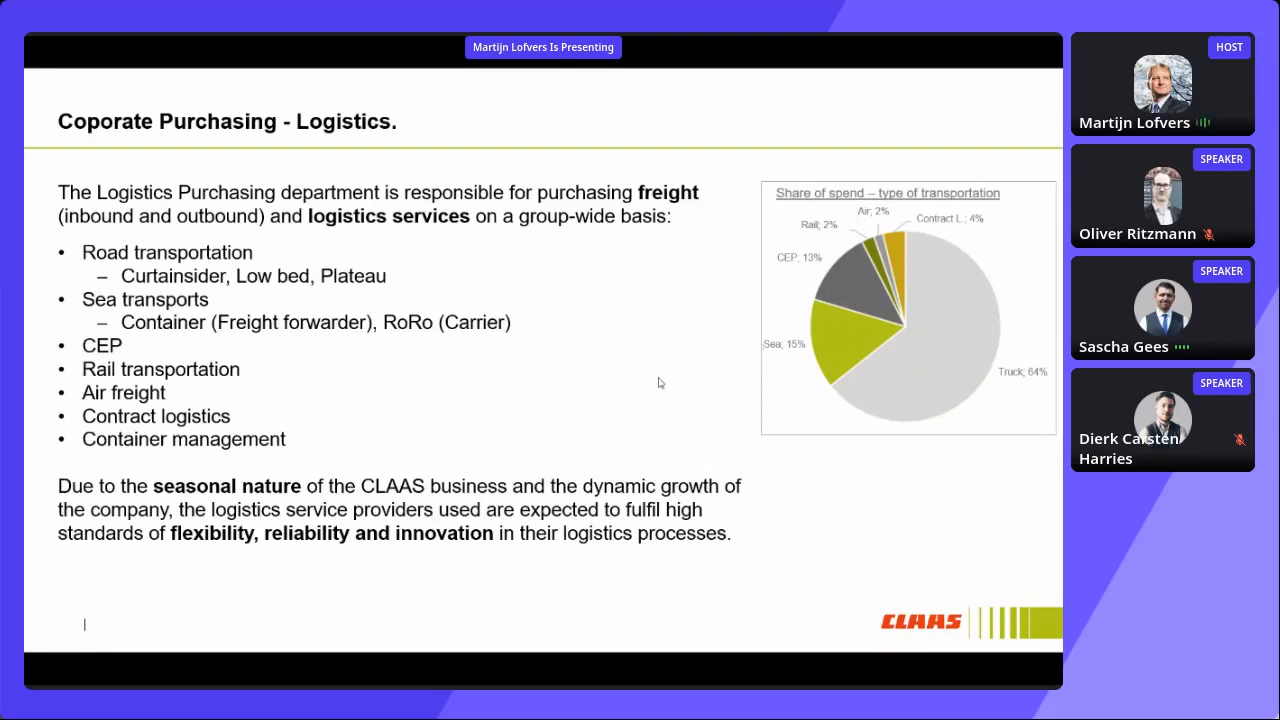 Martijn Lofvers Is Presenting
Coporate Purchasing - Logistics.
The Logistics Purchasing department is responsible for purchasing freight
(inbound and outbound) and logistics services on a group-wide basis:
• Road transportation
– Curtainsider, Low bed, Plateau
• Sea transports
– Container (Freight forwarder), RoRo (Carrier)
• CEP
• Rail transportation
• Air freight
• Contract logistics
• Container management
Due to the seasonal nature of the CLAAS business and the dynamic growth of
the company, the logistics service providers used are expected to fulfil high
standards of flexibility, reliability and innovation in their logistics processes.
|
Share of spend – type of transportation
Air; 2%
Rail; 2%
Contract L.; 4%
CEP; 13%
Sea; 15%
Truck; 64%
CLAAS
HOST
Martijn Lofvers
SPEAKER
Oliver Ritzmann
SPEAKER
Sascha Gees
SPEAKER
Dierk Carsten
Harries